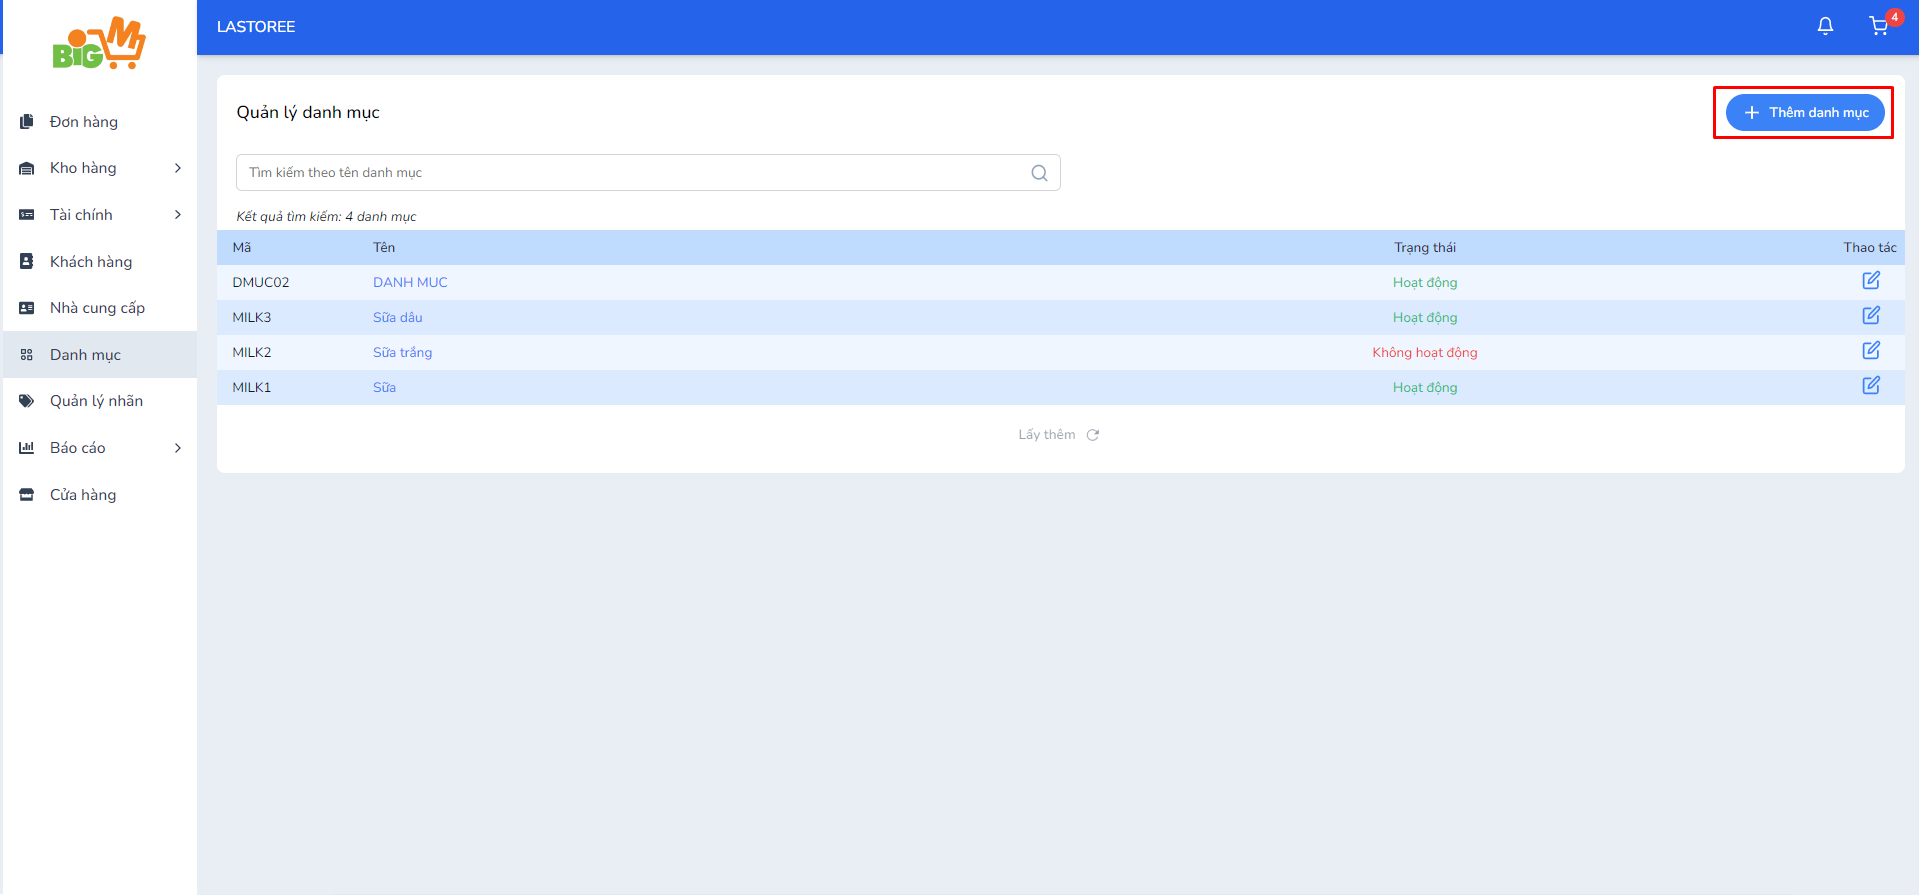 BIG M
LASTOREE
4
Đơn hàng
Kho hàng
Tài chính
Khách hàng
Nhà cung cấp
Danh mục
Quản lý nhãn
Báo cáo
Cửa hàng
Quản lý danh mục
Thêm danh mục
Tìm kiếm theo tên danh mục
Kết quả tìm kiếm: 4 danh mục
Mã Tên Trạng thái Thao tác
DMUC02 DANH MUC Hoạt động
MILK3 Sữa dâu Hoạt động
MILK2 Sữa trắng Không hoạt động
MILK1 Sữa Hoạt động
Lấy thêm